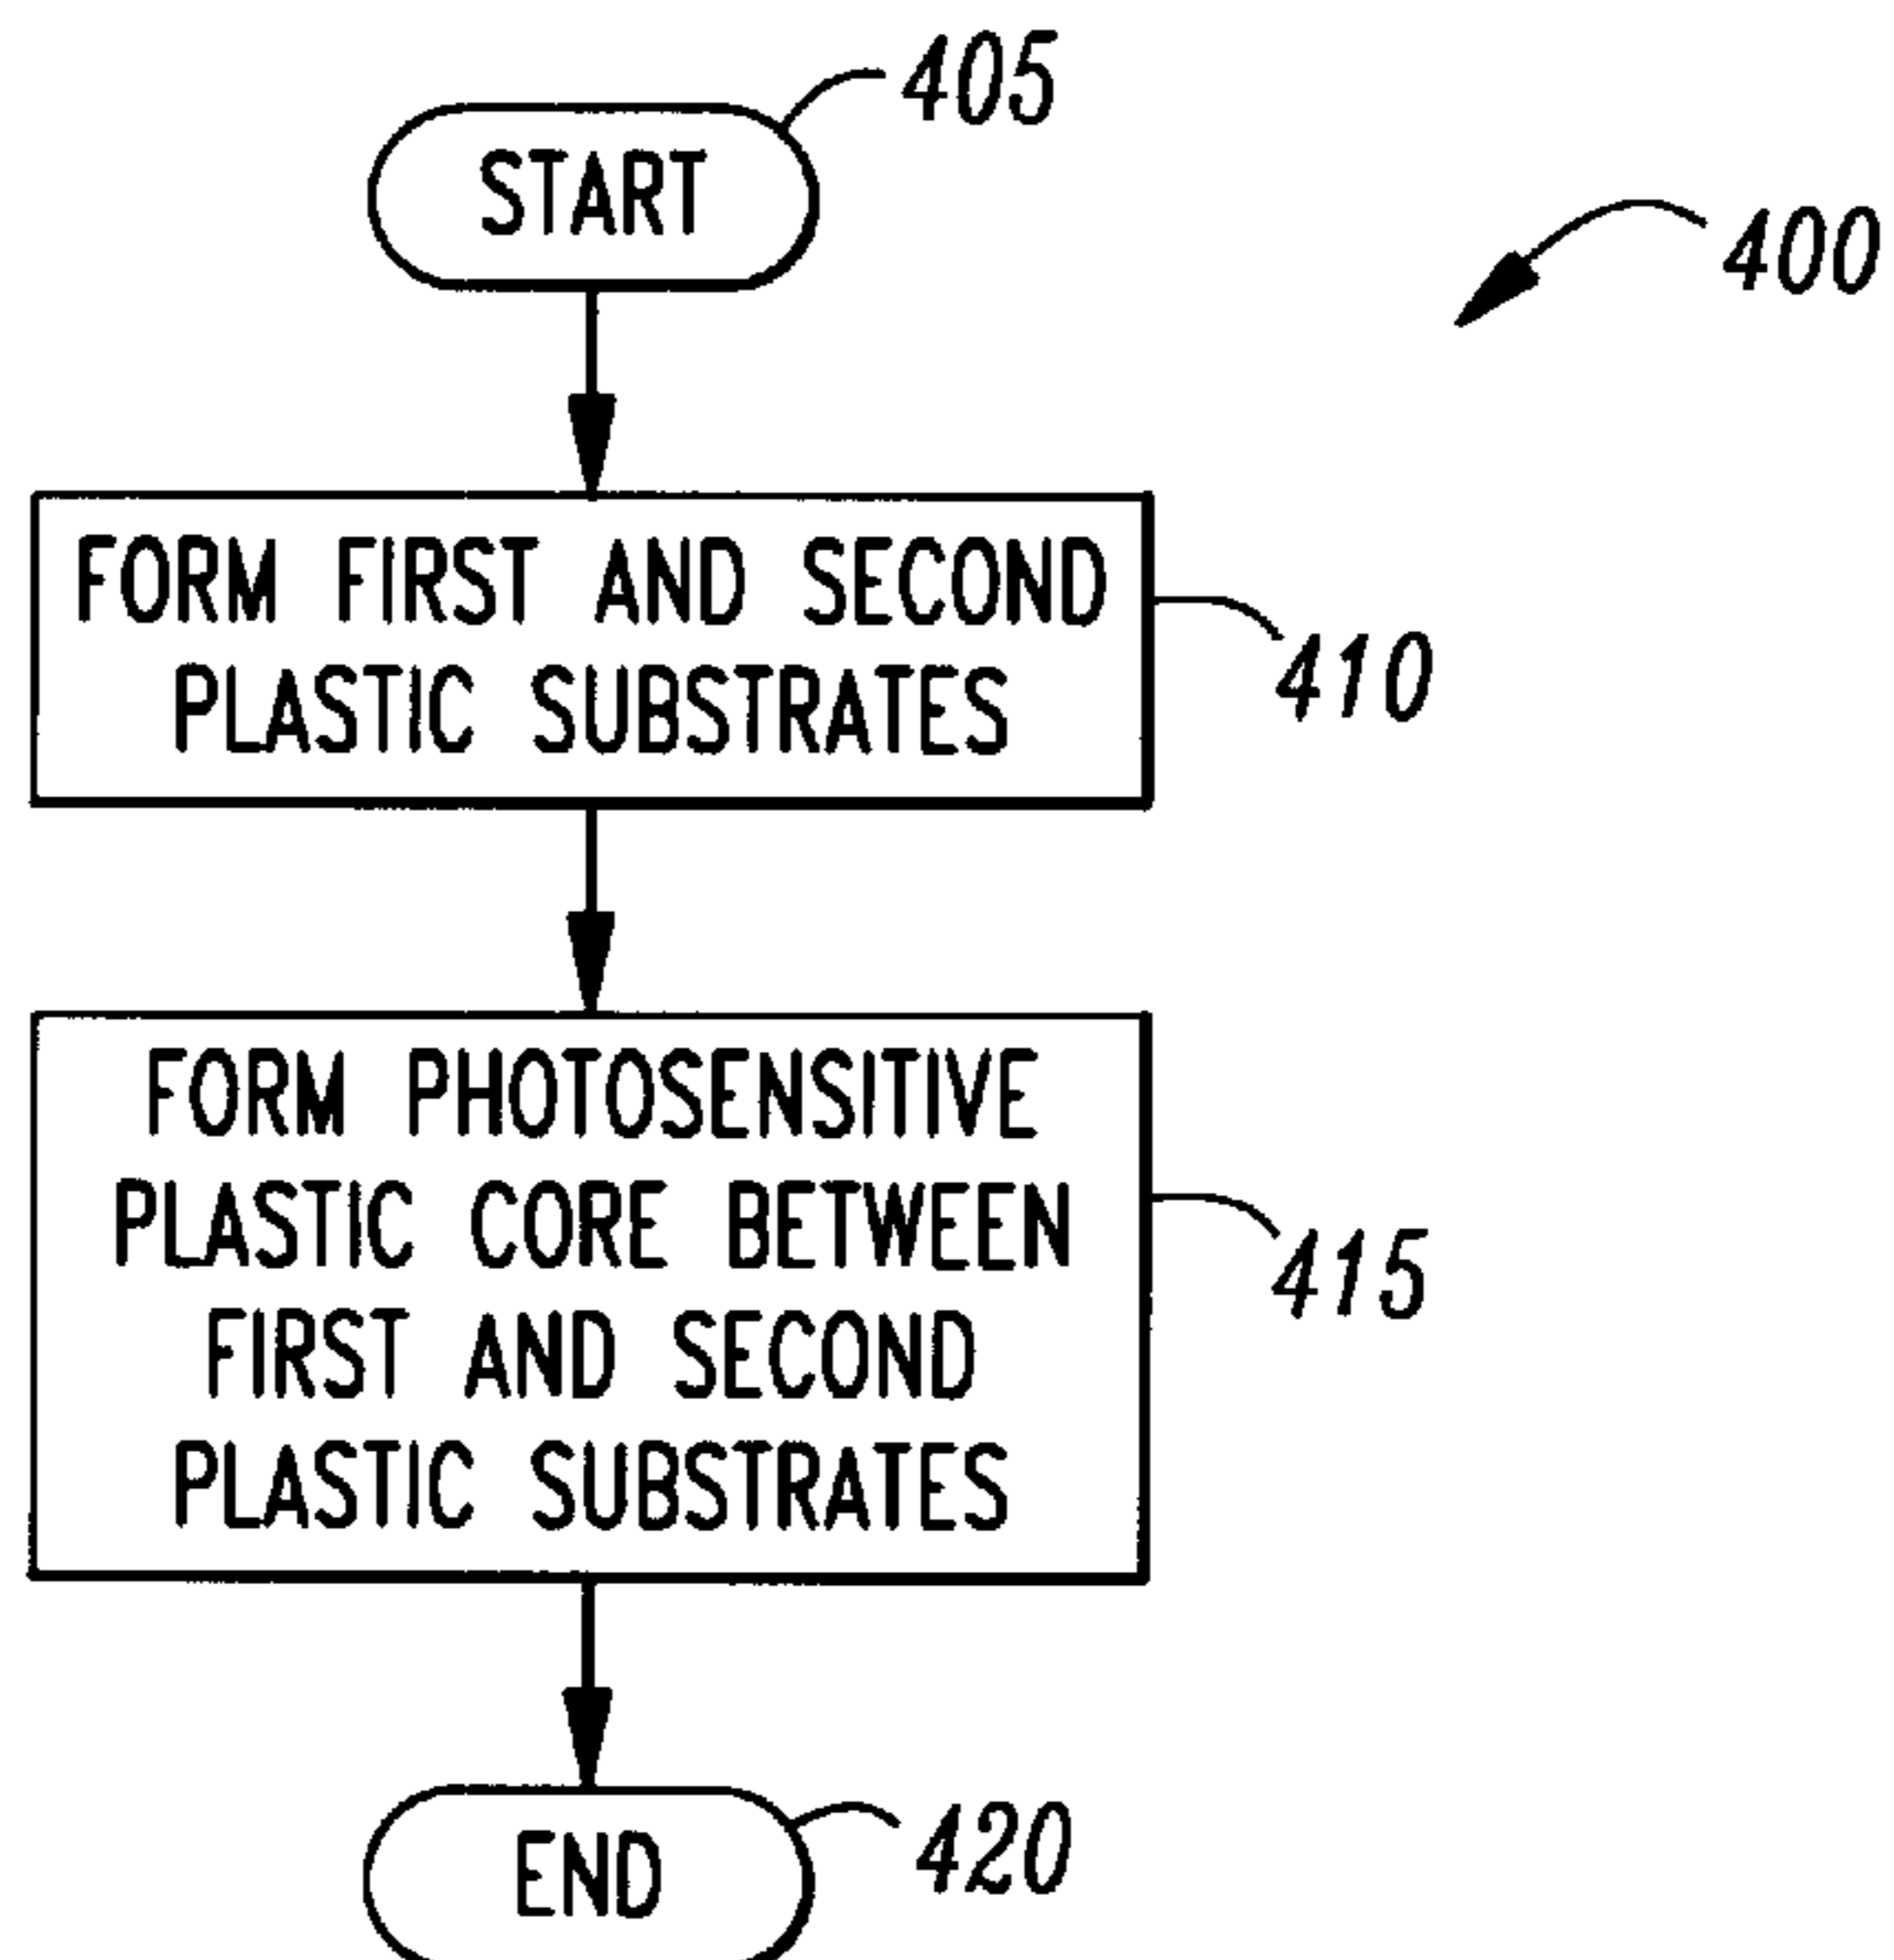 405
START
400
FORM FIRST AND SECOND
PLASTIC SUBSTRATES
410
FORM PHOTOSENSITIVE
PLASTIC CORE BETWEEN
FIRST AND SECOND
PLASTIC SUBSTRATES
415
420
END